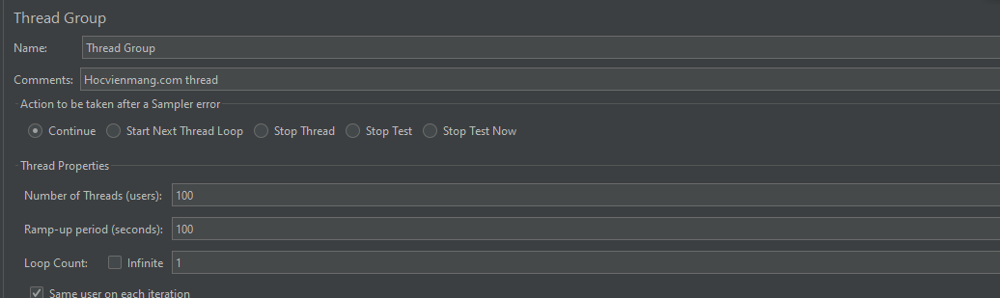 Thread Group
Name: Thread Group
Comments: Hocvienmang.com thread
Action to be taken after a Sampler error
Continue Start Next Thread Loop Stop Thread Stop Test Stop Test Now
Thread Properties
Number of Threads (users): 100
Ramp-up period (seconds): 100
Loop Count: Infinite 1
Same user on each iteration